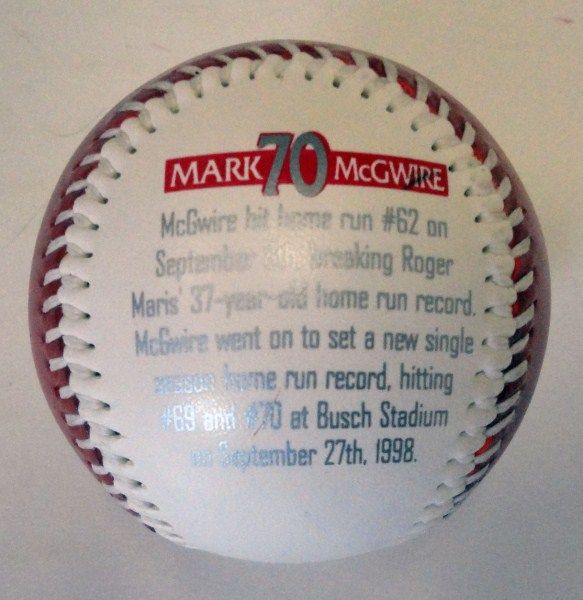 MARK 70 McGWIRE
McGwire hit home run #62 on
September 8th, breaking Roger
Maris' 37-year-old home run record.
McGwire went on to set a new single
season home run record, hitting
#69 and #70 at Busch Stadium
on September 27th, 1998.